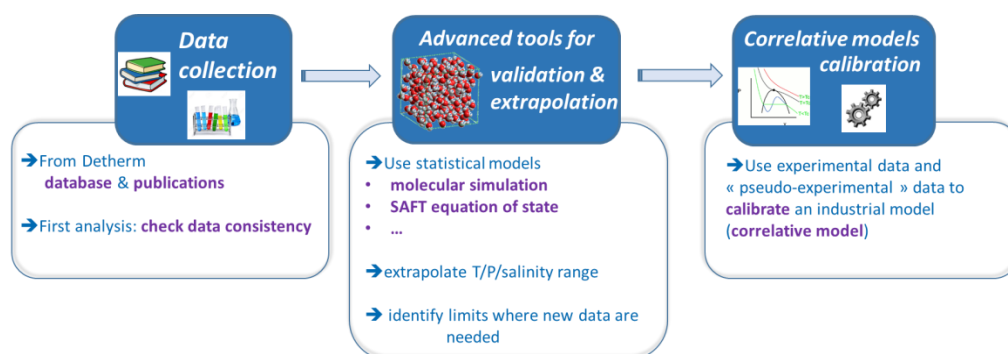 Data
collection
➔From Detherm
database & publications
➔First analysis: check data consistency
Advanced tools for
validation &
extrapolation
➔Use statistical models
• molecular simulation
• SAFT equation of state
• ...
➔extrapolate T/P/salinity range
➔ identify limits where new data are
needed
Correlative models
calibration
➔Use experimental data and
« pseudo-experimental » data to
calibrate an industrial model
(correlative model)